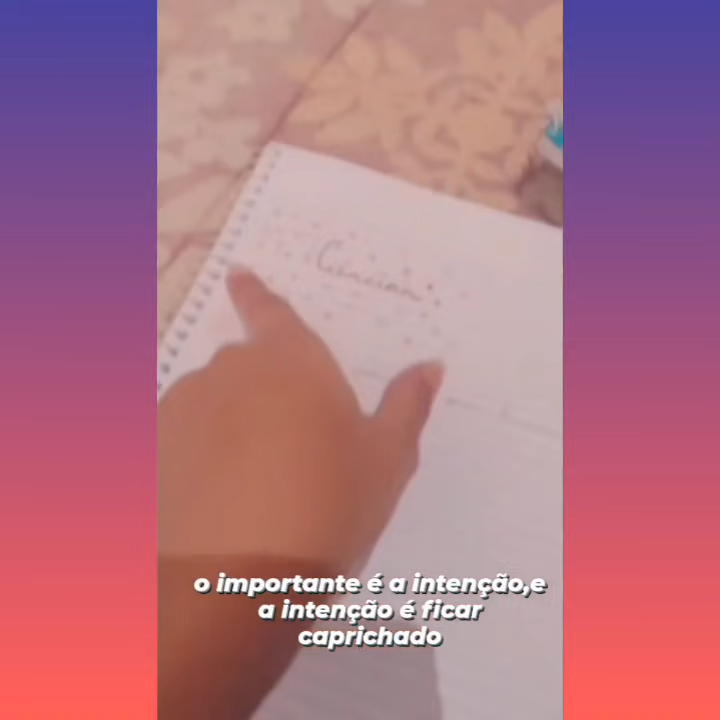 o importante é a intenção,e
a intenção é ficar
caprichado